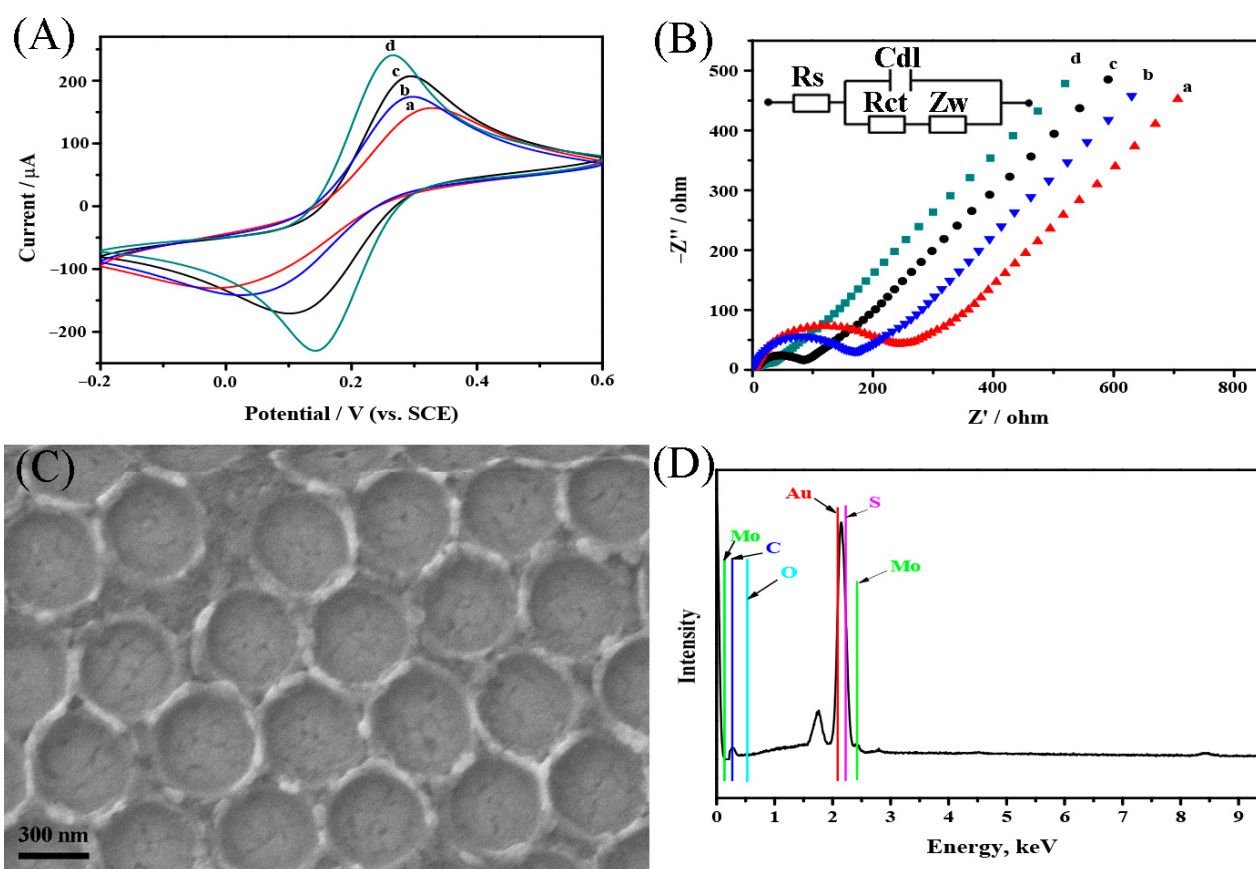 (A)
d
c
b
a
200
100
0
−100
−200
Current / μA
−0.2
0.0
0.2
0.4
0.6
Potential / V (vs. SCE)
(B)
Cdl
Rs
Rct
Zw
d
c
b
a
500
400
300
200
100
0
−Z'' / ohm
0
200
400
600
800
Z' / ohm
(C)
300 nm
(D)
Au
S
Mo
C
O
Mo
Intensity
0
1
2
3
4
5
6
7
8
9
Energy, keV